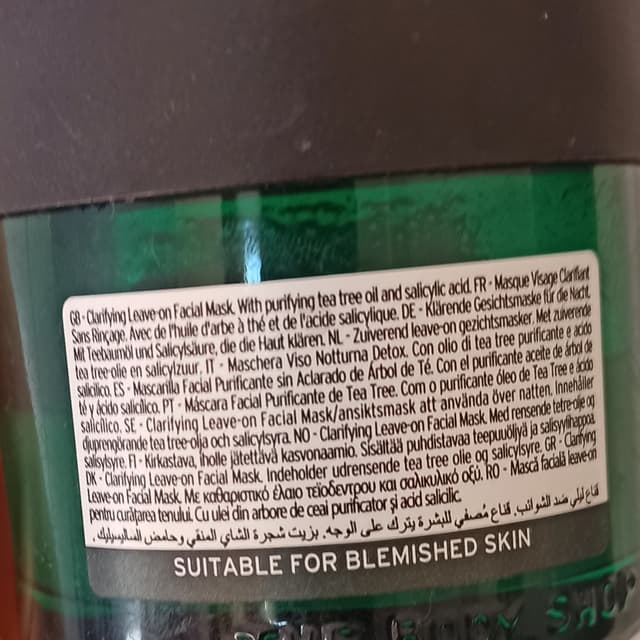 GB - Clarifying Leave-on Facial Mask. With purifying tea tree oil and salicylic acid. FR - Masque Visage Clarifiant
Sans Rinçage. Avec de l'huile d'arbre à thé et de l'acide salicylique. DE - Klärende Gesichtsmaske für die Nacht.
Mit Teebaumöl und Salicylsäure, die die Haut klären. NL - Zuiverend leave-on gezichtsmasker. Met zuiverende
tea tree-olie en salicylzuur. IT - Maschera Viso Notturna Detox. Con olio di tea tree purificante e acido
salicilico. ES - Mascarilla Facial Purificante sin Aclarado de Árbol de Té. Con el purificante aceite de árbol de
té y ácido salicílico. PT - Máscara Facial Purificante de Tea Tree. Com o purificante óleo de Tea Tree e ácido
salicílico. SE - Clarifying Leave-on Facial Mask/ansiktsmask att använda över natten. Innehåller
djuprengörande tea tree-olja och salicylsyra. NO - Clarifying Leave-on Facial Mask. Med rensende tetre-olje og
salisylsyre. FI - Kirkastava, iholle jätettävä kasvonaamio. Sisältää puhdistavaa teepuuöljyä ja salisyylihappoa.
DK - Clarifying Leave-on Facial Mask. Indeholder udrensende tea tree olie og salicylsyre. GR - Clarifying
Leave-on Facial Mask. Με καθαριστικό έλαιο τεϊοδεντρου και σαλικυλικό οξύ. RO - Mască facială leave-on
pentru curățarea tenului. Cu ulei din arbore de ceai purificator și acid salicilic.
قناع ليلي ضد الشوائب. قناع مُصفي للبشرة يترك على الوجه. بزيت شجرة الشاي المنقي وحامض الساليسيليك.
SUITABLE FOR BLEMISHED SKIN
BODY SHOP